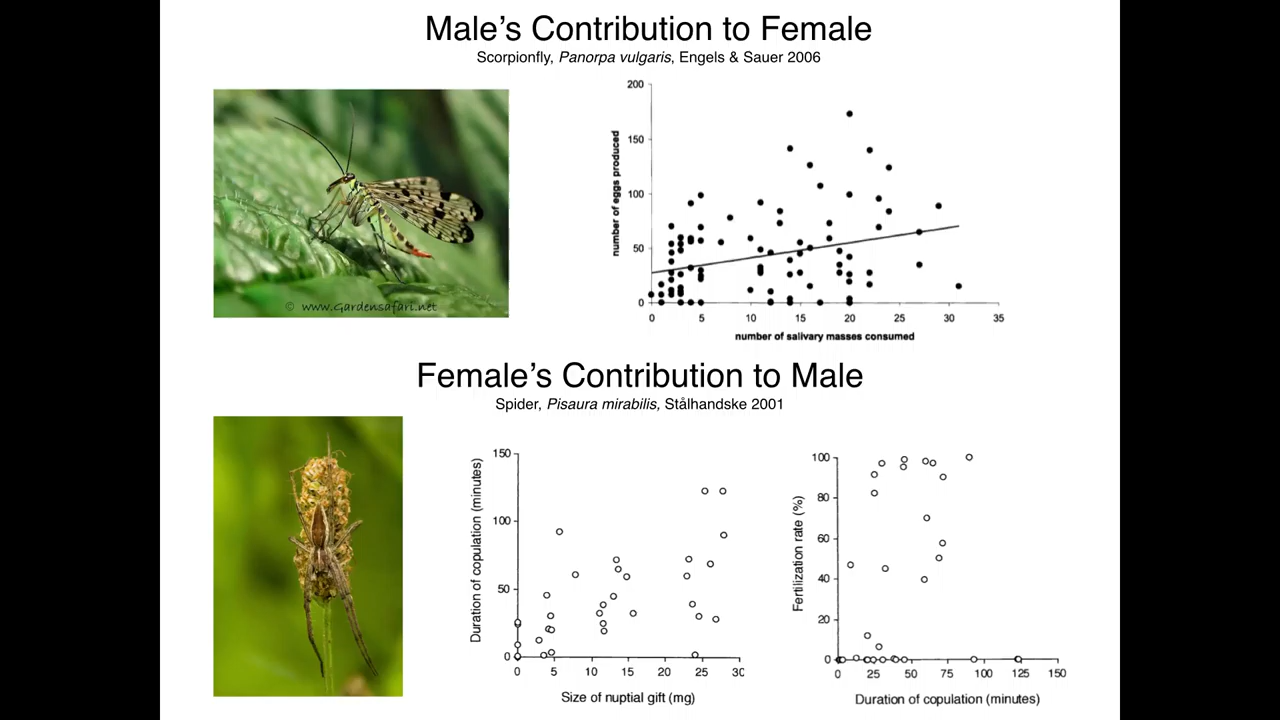 Male’s Contribution to Female
Scorpionfly, Panorpa vulgaris, Engels & Sauer 2006
© www.Gardensafari.net
number of eggs produced
200
150
100
50
0
0 5 10 15 20 25 30 35
number of salivary masses consumed
Female’s Contribution to Male
Spider, Pisaura mirabilis, Stålhandske 2001
Duration of copulation (minutes)
150
100
50
0
0 5 10 15 20 25 30
Size of nuptial gift (mg)
Fertilization rate (%)
100
80
60
40
20
0
0 25 50 75 100 125 150
Duration of copulation (minutes)